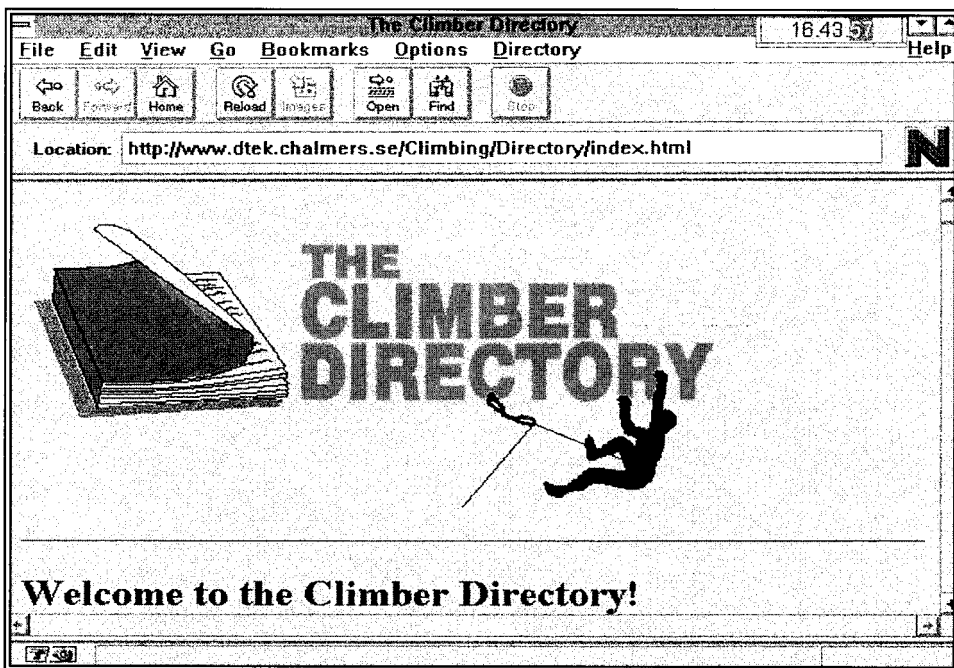 The Climber Directory
16.43.57
File Edit View Go Bookmarks Options Directory Help
Back Forward Home Reload Images Open Find Stop
Location: http://www.dtek.chalmers.se/Climbing/Directory/index.html
N
THE
CLIMBER
DIRECTORY
Welcome to the Climber Directory!